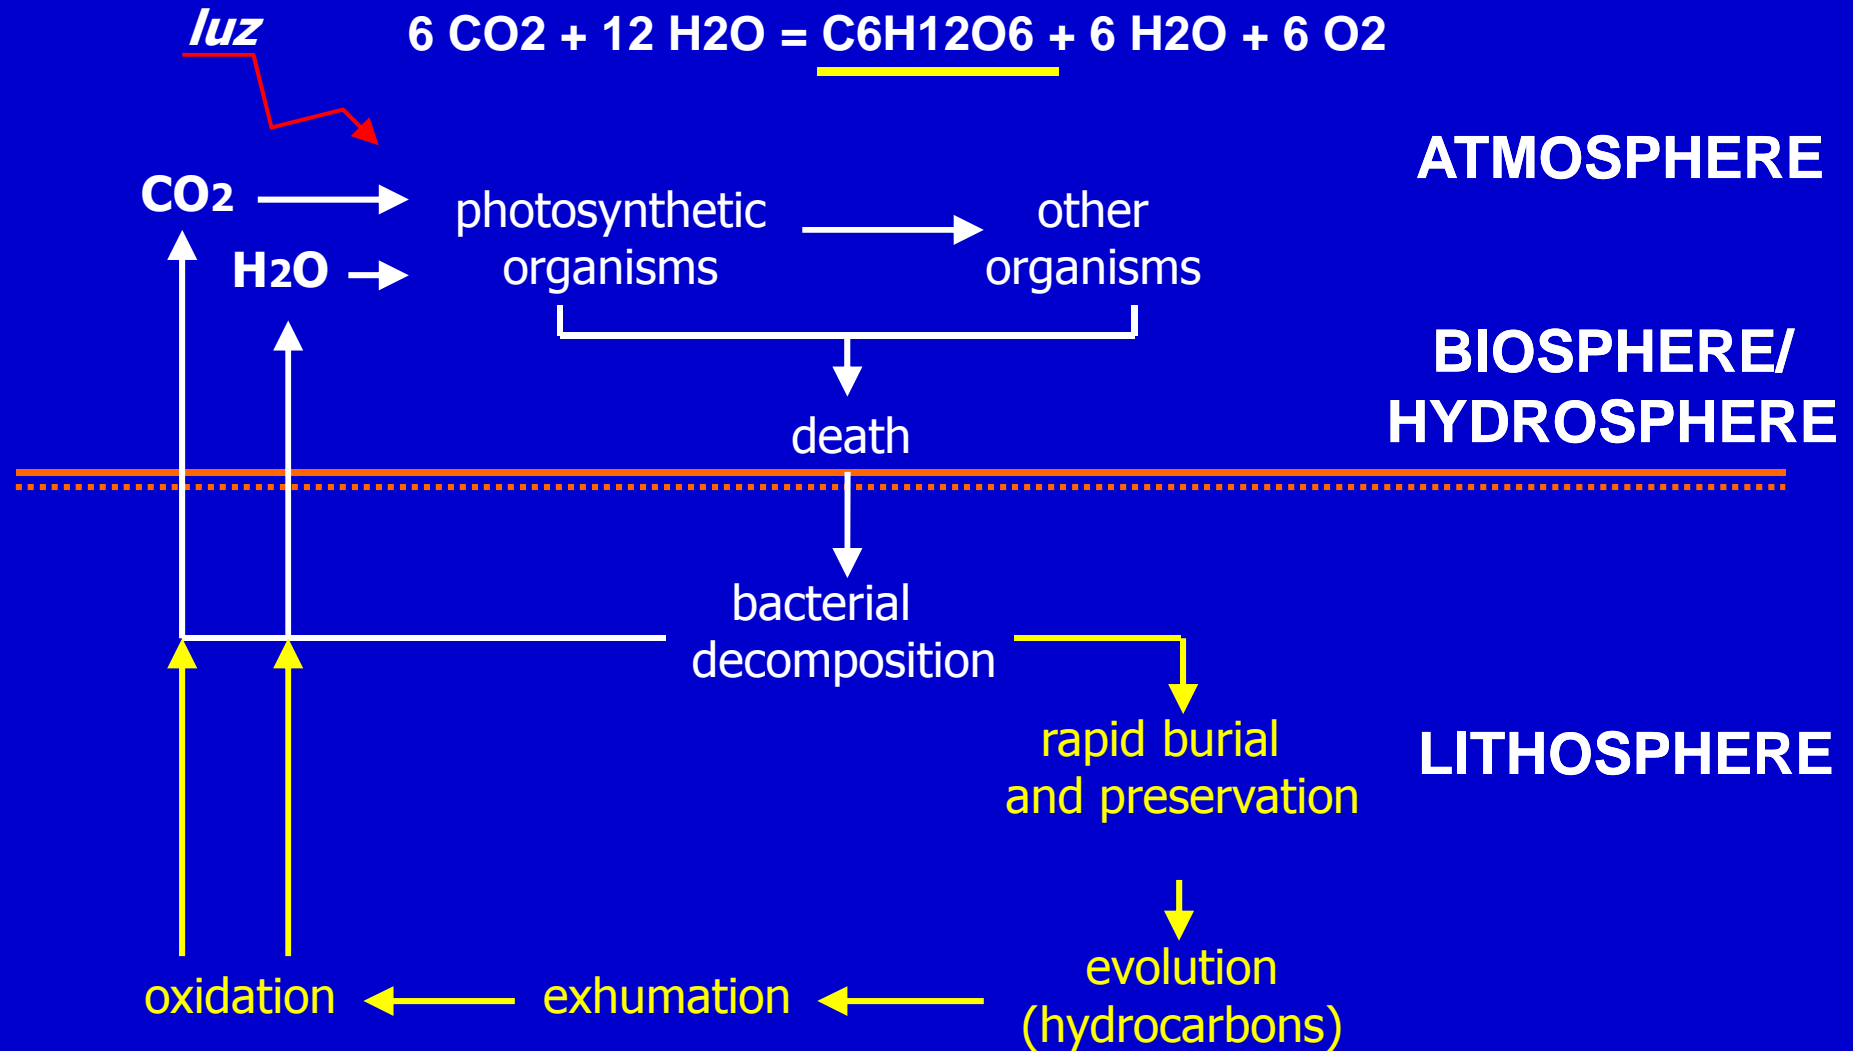 luz
6 CO2 + 12 H2O = C6H12O6 + 6 H2O + 6 O2
ATMOSPHERE
CO2
photosynthetic
organisms
other
organisms
H2O
BIOSPHERE/
HYDROSPHERE
death
bacterial
decomposition
rapid burial
and preservation
LITHOSPHERE
evolution
(hydrocarbons)
exhumation
oxidation